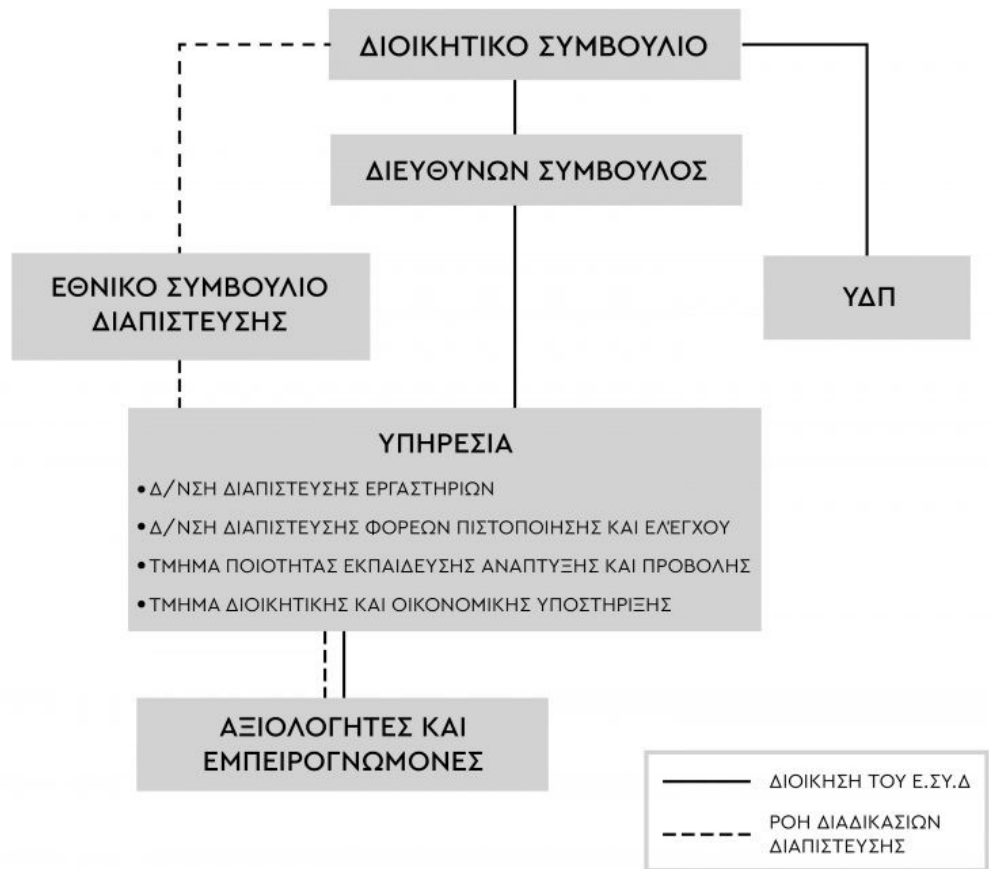 ΔΙΟΙΚΗΤΙΚΟ ΣΥΜΒΟΥΛΙΟ
ΔΙΕΥΘΥΝΩΝ ΣΥΜΒΟΥΛΟΣ
ΕΘΝΙΚΟ ΣΥΜΒΟΥΛΙΟ
ΔΙΑΠΙΣΤΕΥΣΗΣ
ΥΔΠ
ΥΠΗΡΕΣΙΑ
• Δ/ΝΣΗ ΔΙΑΠΙΣΤΕΥΣΗΣ ΕΡΓΑΣΤΗΡΙΩΝ
• Δ/ΝΣΗ ΔΙΑΠΙΣΤΕΥΣΗΣ ΦΟΡΕΩΝ ΠΙΣΤΟΠΟΙΗΣΗΣ ΚΑΙ ΕΛΈΓΧΟΥ
• ΤΜΗΜΑ ΠΟΙΟΤΗΤΑΣ ΕΚΠΑΙΔΕΥΣΗΣ ΑΝΑΠΤΥΞΗΣ ΚΑΙ ΠΡΟΒΟΛΗΣ
• ΤΜΗΜΑ ΔΙΟΙΚΗΤΙΚΗΣ ΚΑΙ ΟΙΚΟΝΟΜΙΚΗΣ ΥΠΟΣΤΗΡΙΞΗΣ
ΑΞΙΟΛΟΓΗΤΕΣ ΚΑΙ
ΕΜΠΕΙΡΟΓΝΩΜΟΝΕΣ
ΔΙΟΙΚΗΣΗ ΤΟΥ Ε.ΣΥ.Δ
ΡΟΗ ΔΙΑΔΙΚΑΣΙΩΝ
ΔΙΑΠΙΣΤΕΥΣΗΣ